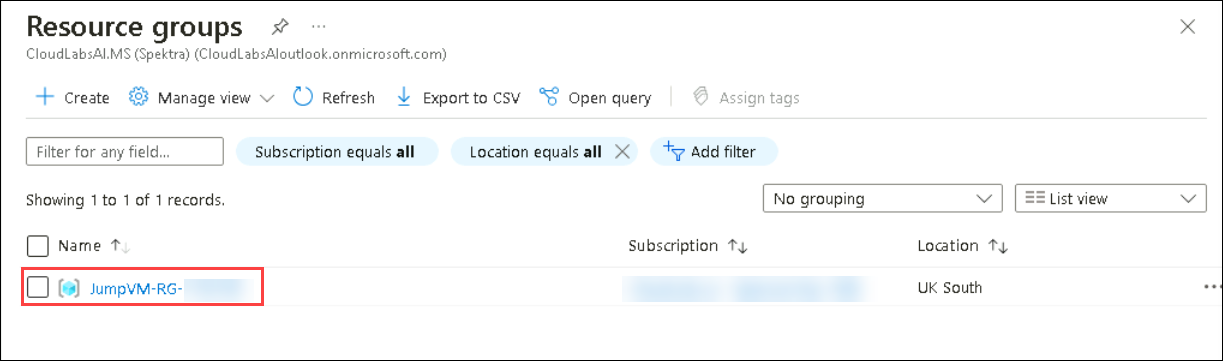 Resource groups
CloudLabsAI.MS (Spektra) (CloudLabsAIoutlook.onmicrosoft.com)
Create Manage view Refresh Export to CSV Open query Assign tags
Filter for any field... Subscription equals all Location equals all Add filter
Showing 1 to 1 of 1 records. No grouping List view
Name Subscription Location
JumpVM-RG- UK South